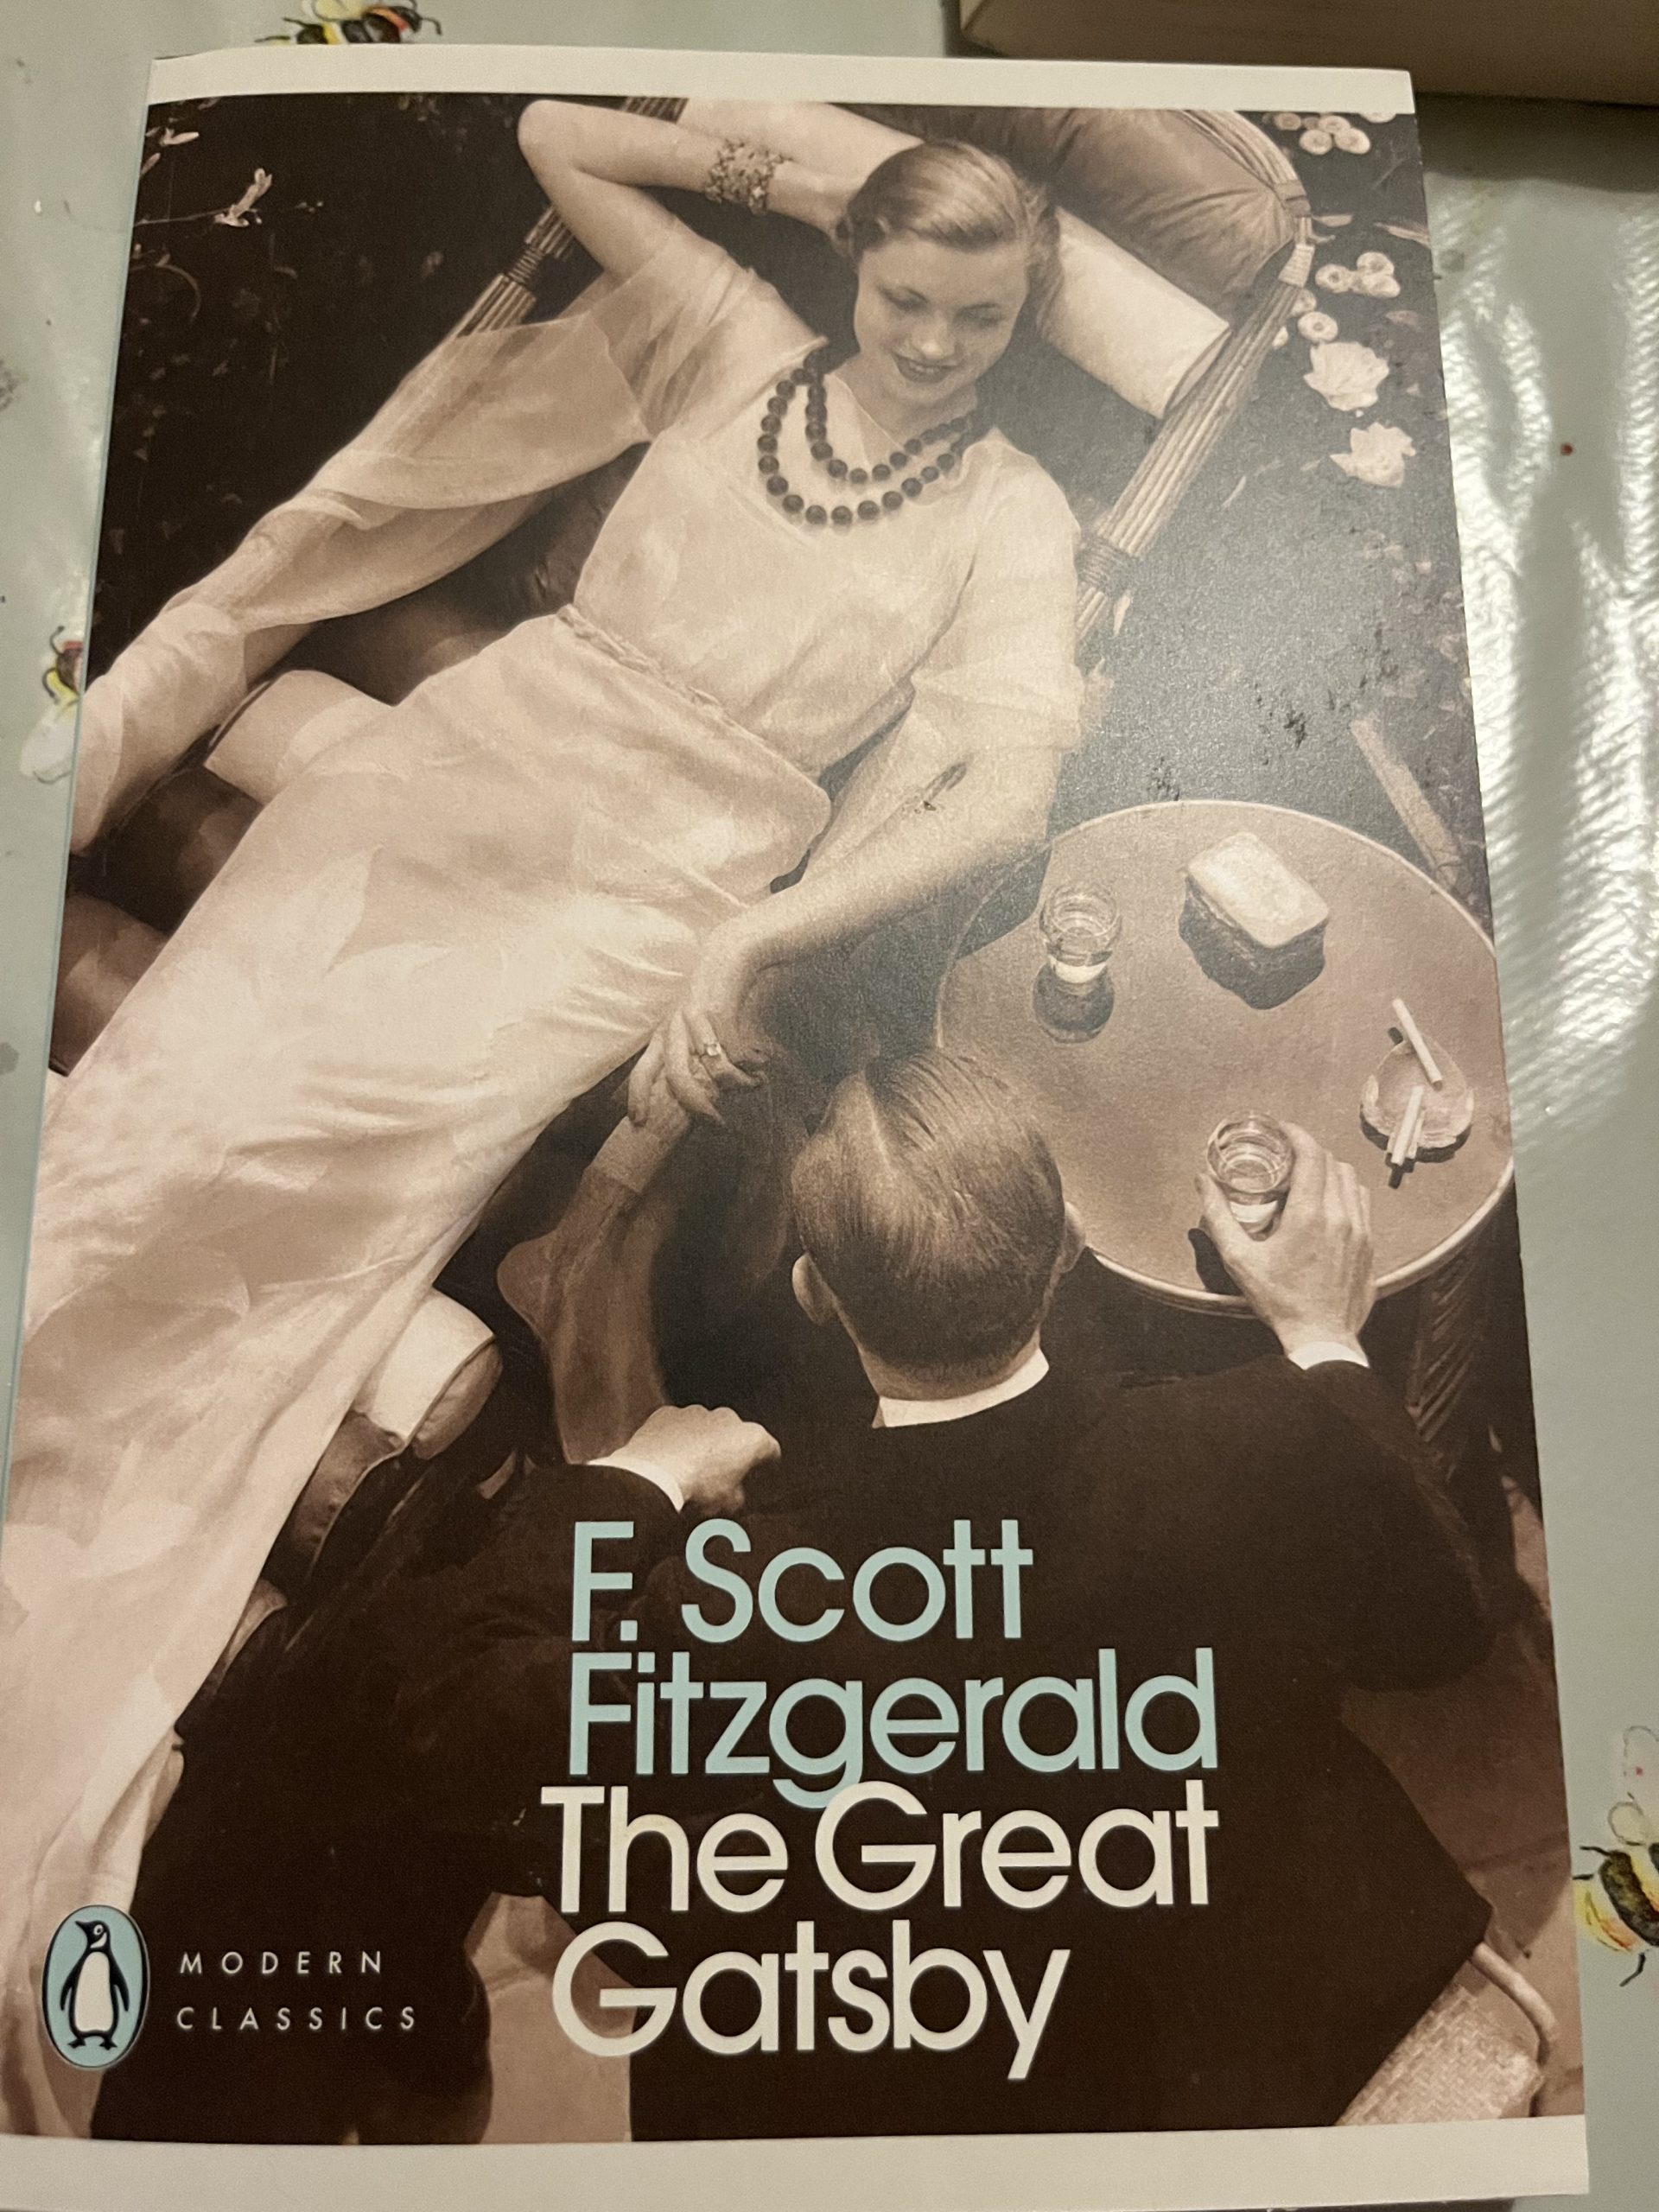 F. Scott
Fitzgerald
The Great
Gatsby
MODERN
CLASSICS